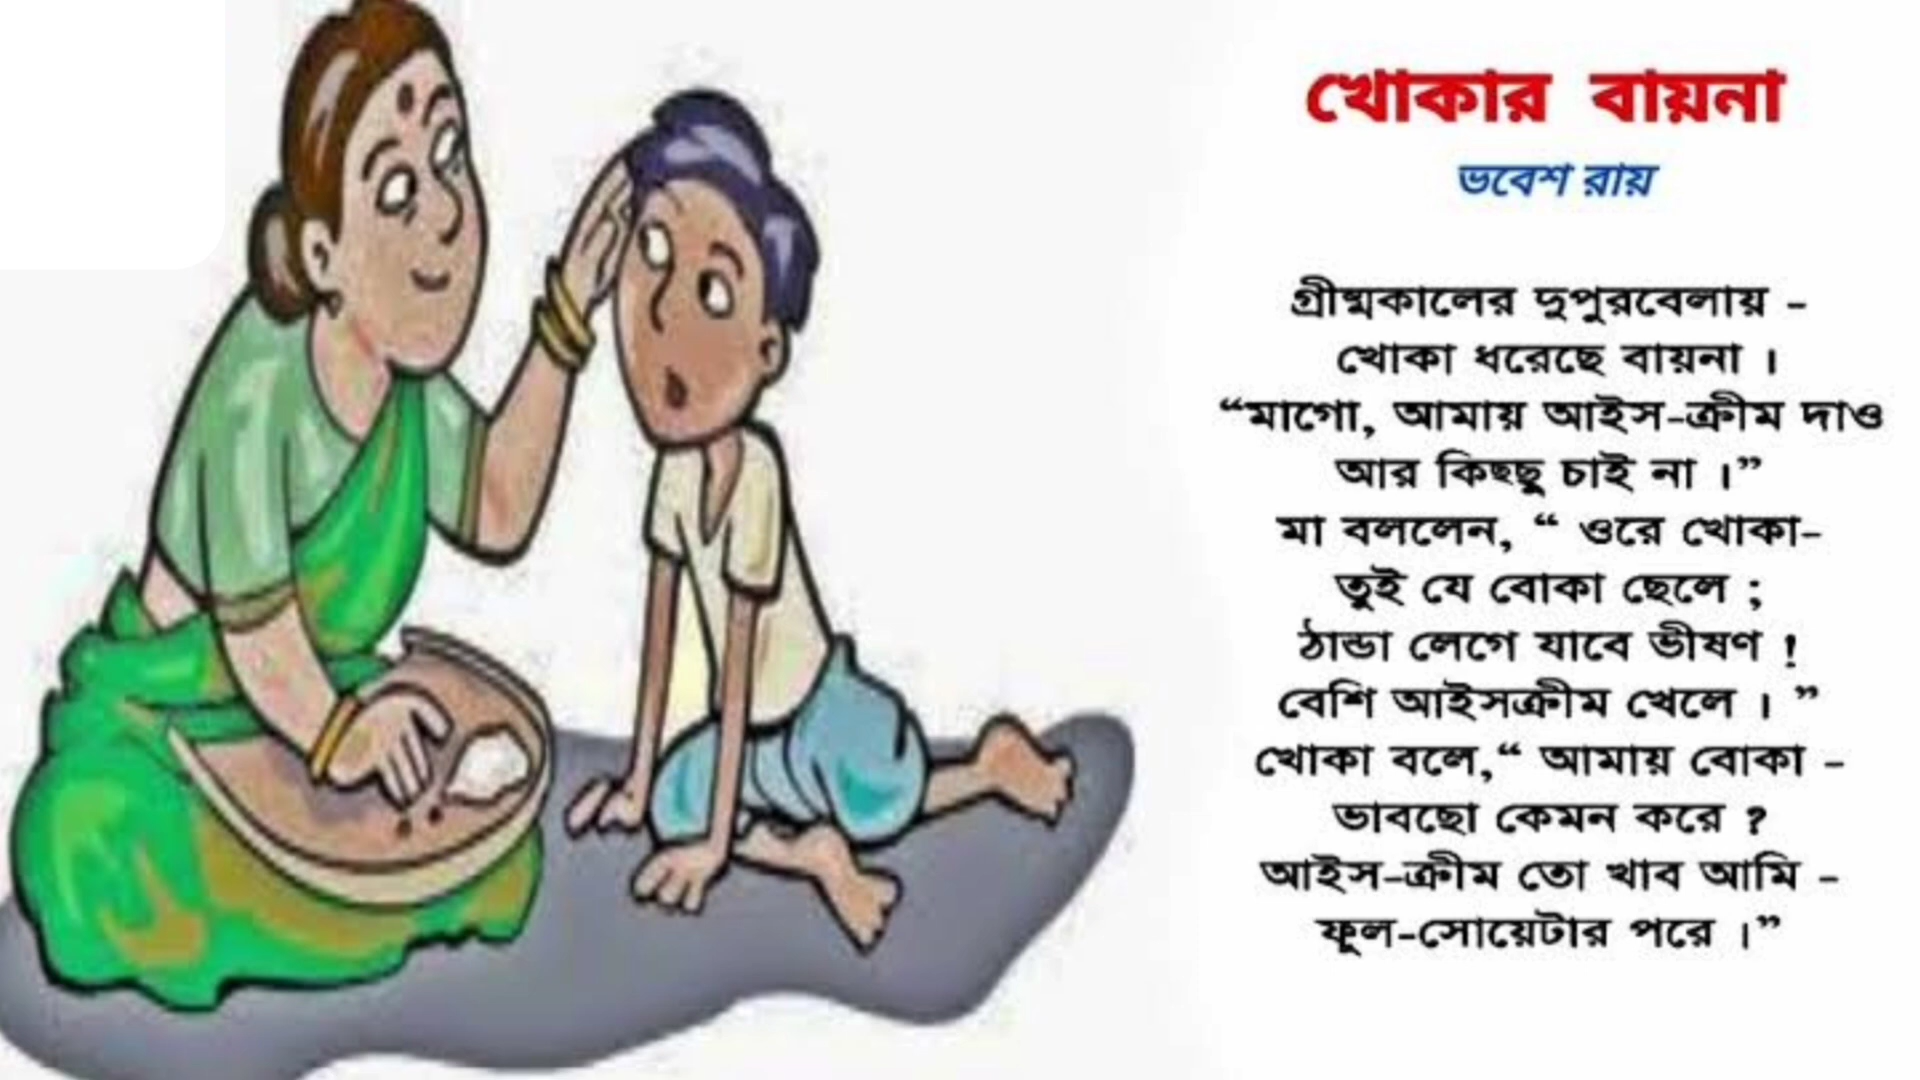 খোকার বায়না
ভবেশ রায়
গ্রীষ্মকালের দুপুরবেলায় -
খোকা ধরেছে বায়না ।
“মাগো, আমায় আইস-ক্রীম দাও
আর কিছছু চাই না ।”
মা বললেন, “ ওরে খোকা-
তুই যে বোকা ছেলে ;
ঠান্ডা লেগে যাবে ভীষণ !
বেশি আইসক্রীম খেলে । ”
খোকা বলে,“ আমায় বোকা -
ভাবছো কেমন করে ?
আইস-ক্রীম তো খাব আমি -
ফুল-সোয়েটার পরে ।”